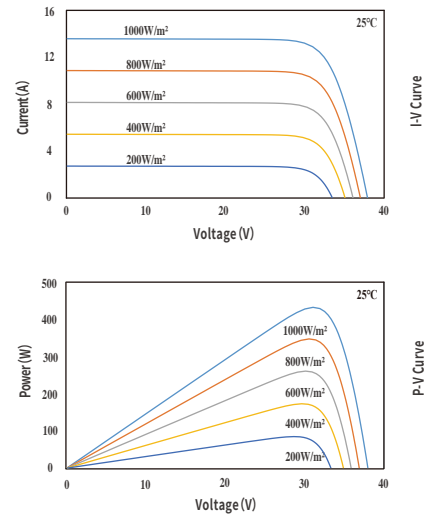 16
25℃
1000W/m²
12
800W/m²
600W/m²
8
400W/m²
4
200W/m²
0
0 10 20 30 40
Current(A)
Voltage(V)
I-V Curve
500
25℃
400
1000W/m²
300
800W/m²
600W/m²
200
400W/m²
100
200W/m²
0
0 10 20 30 40
Power(W)
Voltage(V)
P-V Curve